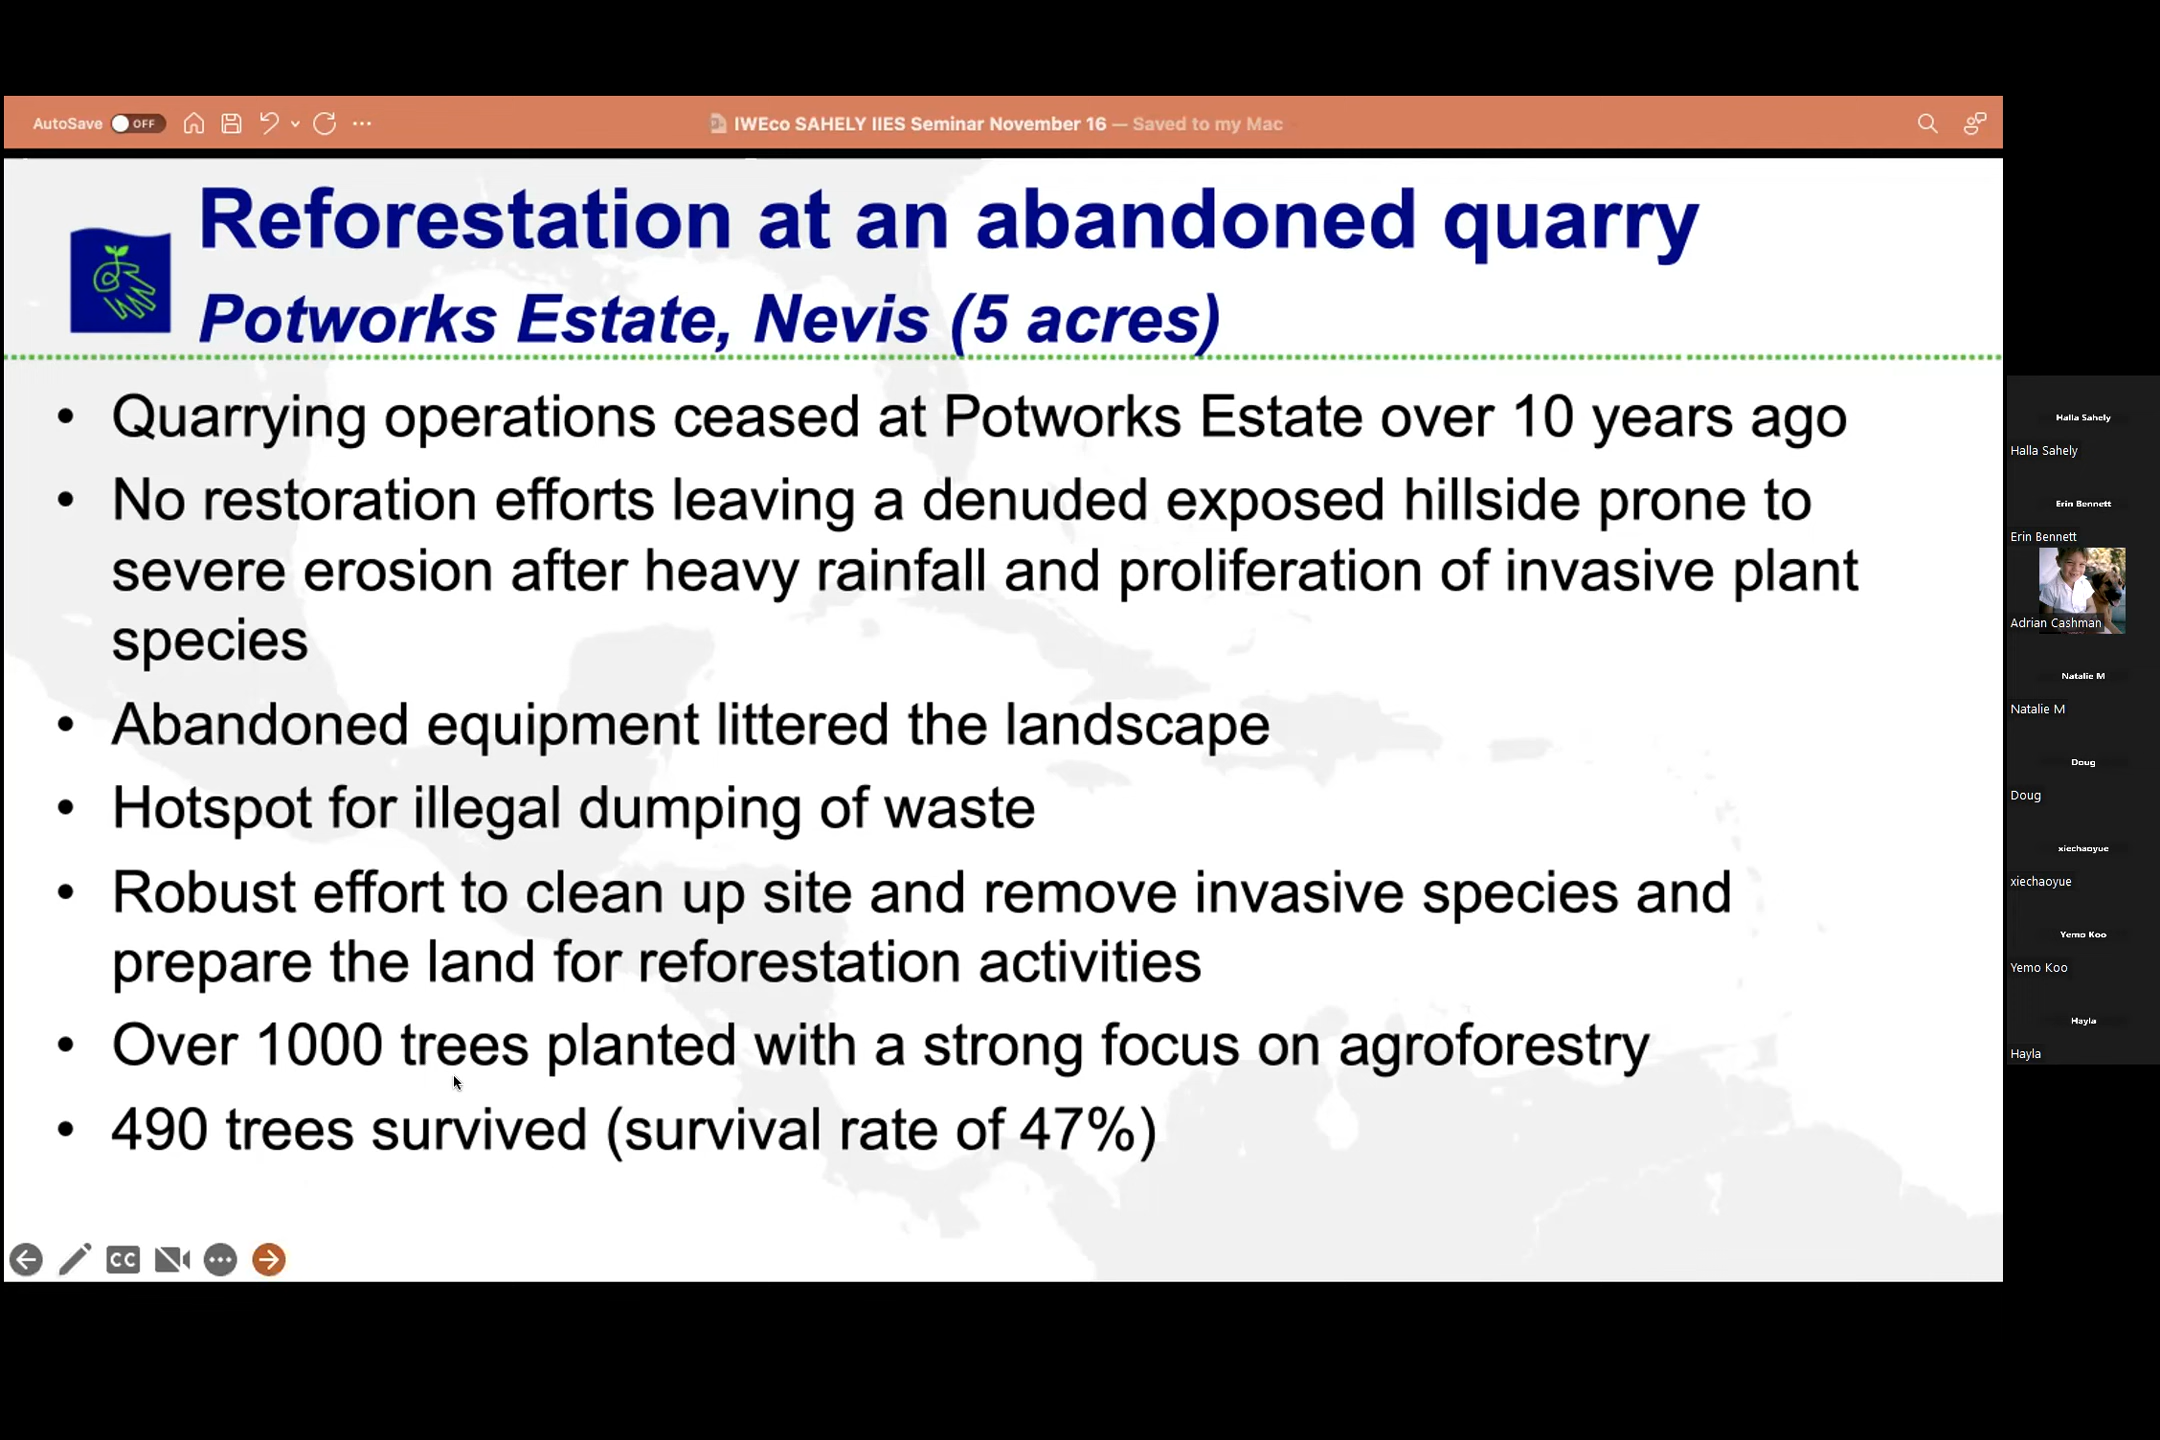 AutoSave OFF
IWEco SAHELY IIES Seminar November 16 — Saved to my Mac
Reforestation at an abandoned quarry
Potworks Estate, Nevis (5 acres)
• Quarrying operations ceased at Potworks Estate over 10 years ago
• No restoration efforts leaving a denuded exposed hillside prone to
severe erosion after heavy rainfall and proliferation of invasive plant
species
• Abandoned equipment littered the landscape
• Hotspot for illegal dumping of waste
• Robust effort to clean up site and remove invasive species and
prepare the land for reforestation activities
• Over 1000 trees planted with a strong focus on agroforestry
• 490 trees survived (survival rate of 47%)
CC
Halla Sahely
Halla Sahely
Erin Bennett
Erin Bennett
Adrian Cashman
Natalie M
Natalie M
Doug
Doug
xiechaoyue
xiechaoyue
Yemo Koo
Yemo Koo
Hayla
Hayla